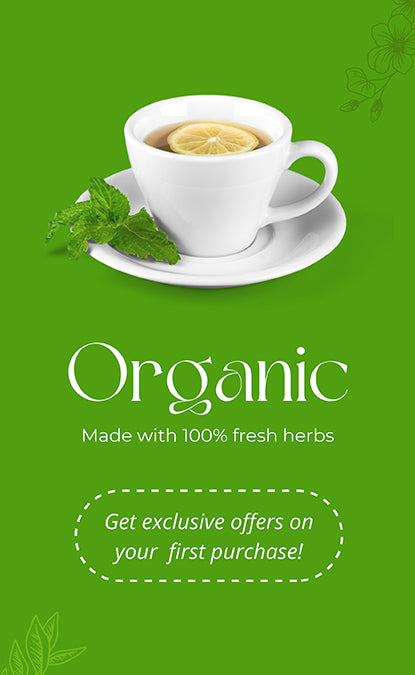 Organic
Made with 100% fresh herbs
Get exclusive offers on
your  first purchase!